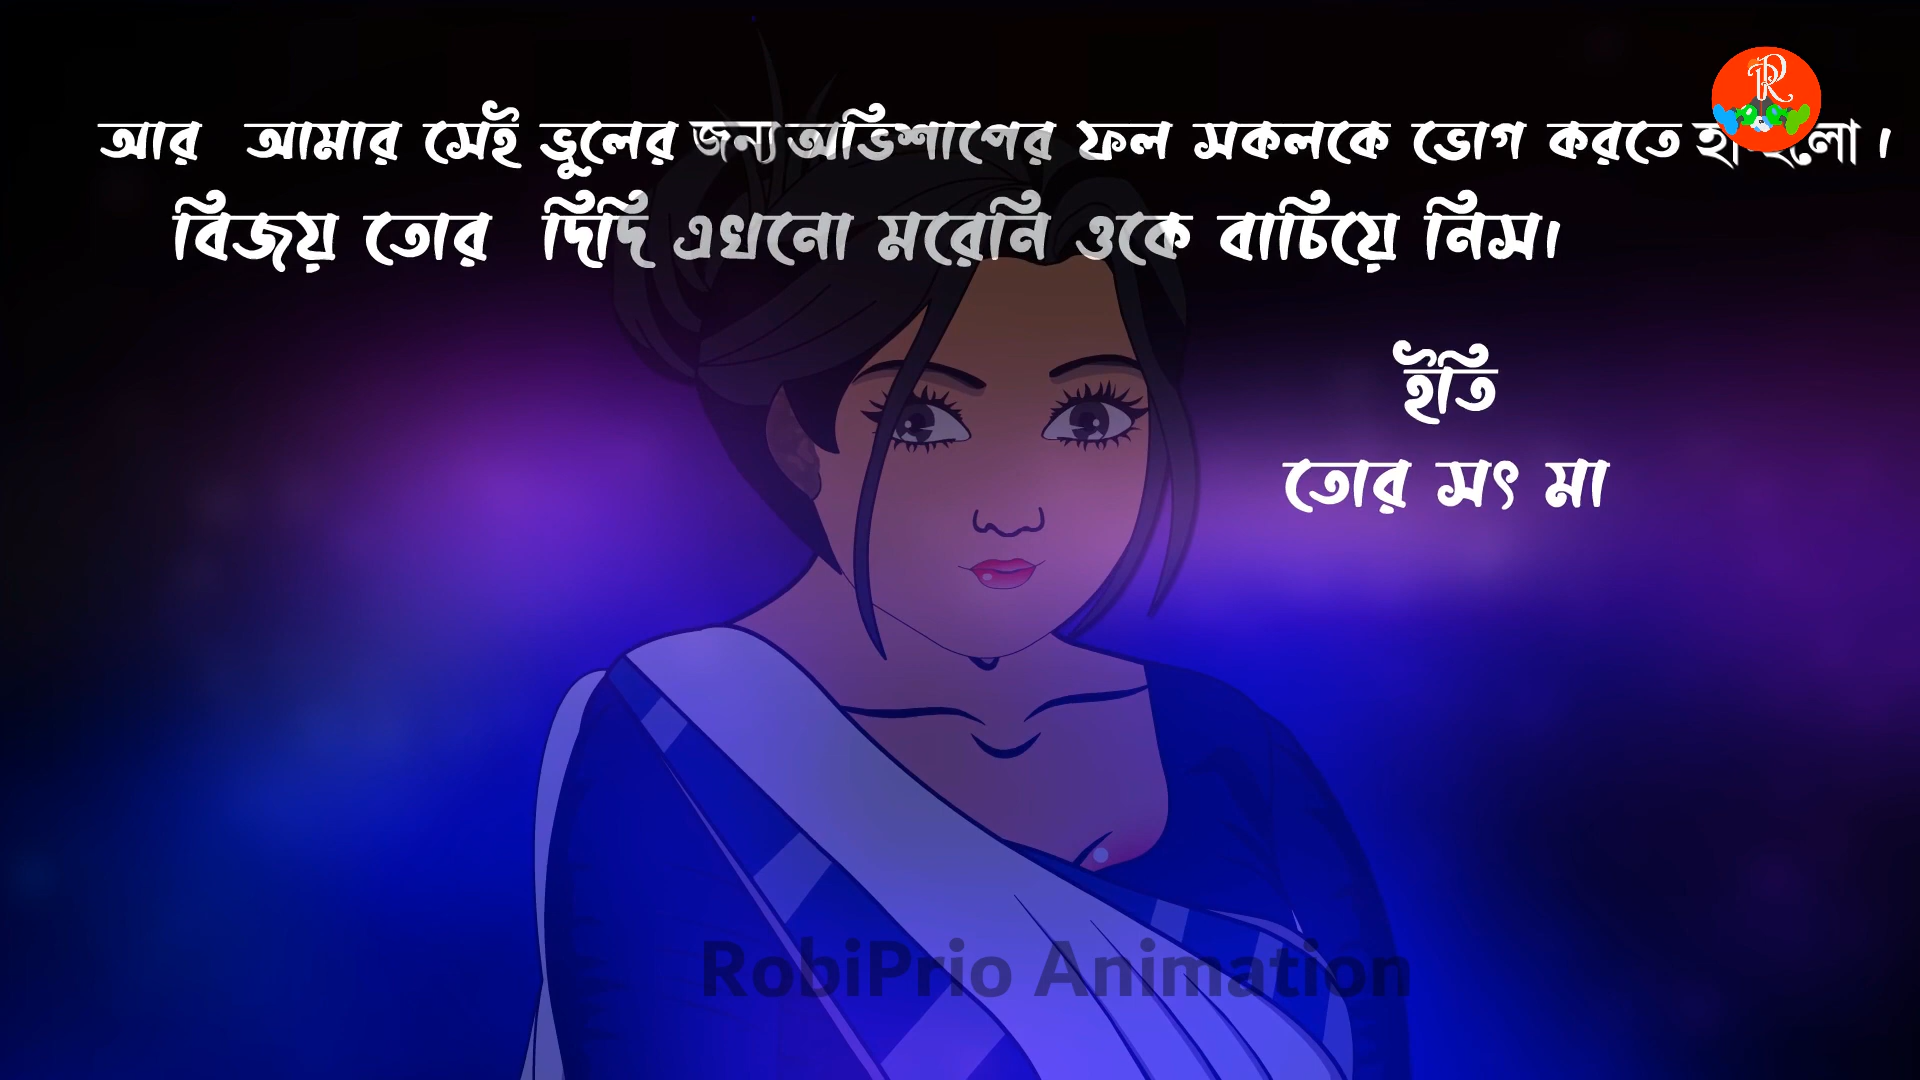 আর আমার সেই ভুলের জন্য অভিশাপের ফল সকলকে ভোগ করতে হলো।
বিজয় তোর দিদি এখনো মরেনি ওকে বাচিয়ে নিস।
ইতি
তোর সৎ মা
RobiPrio Animation